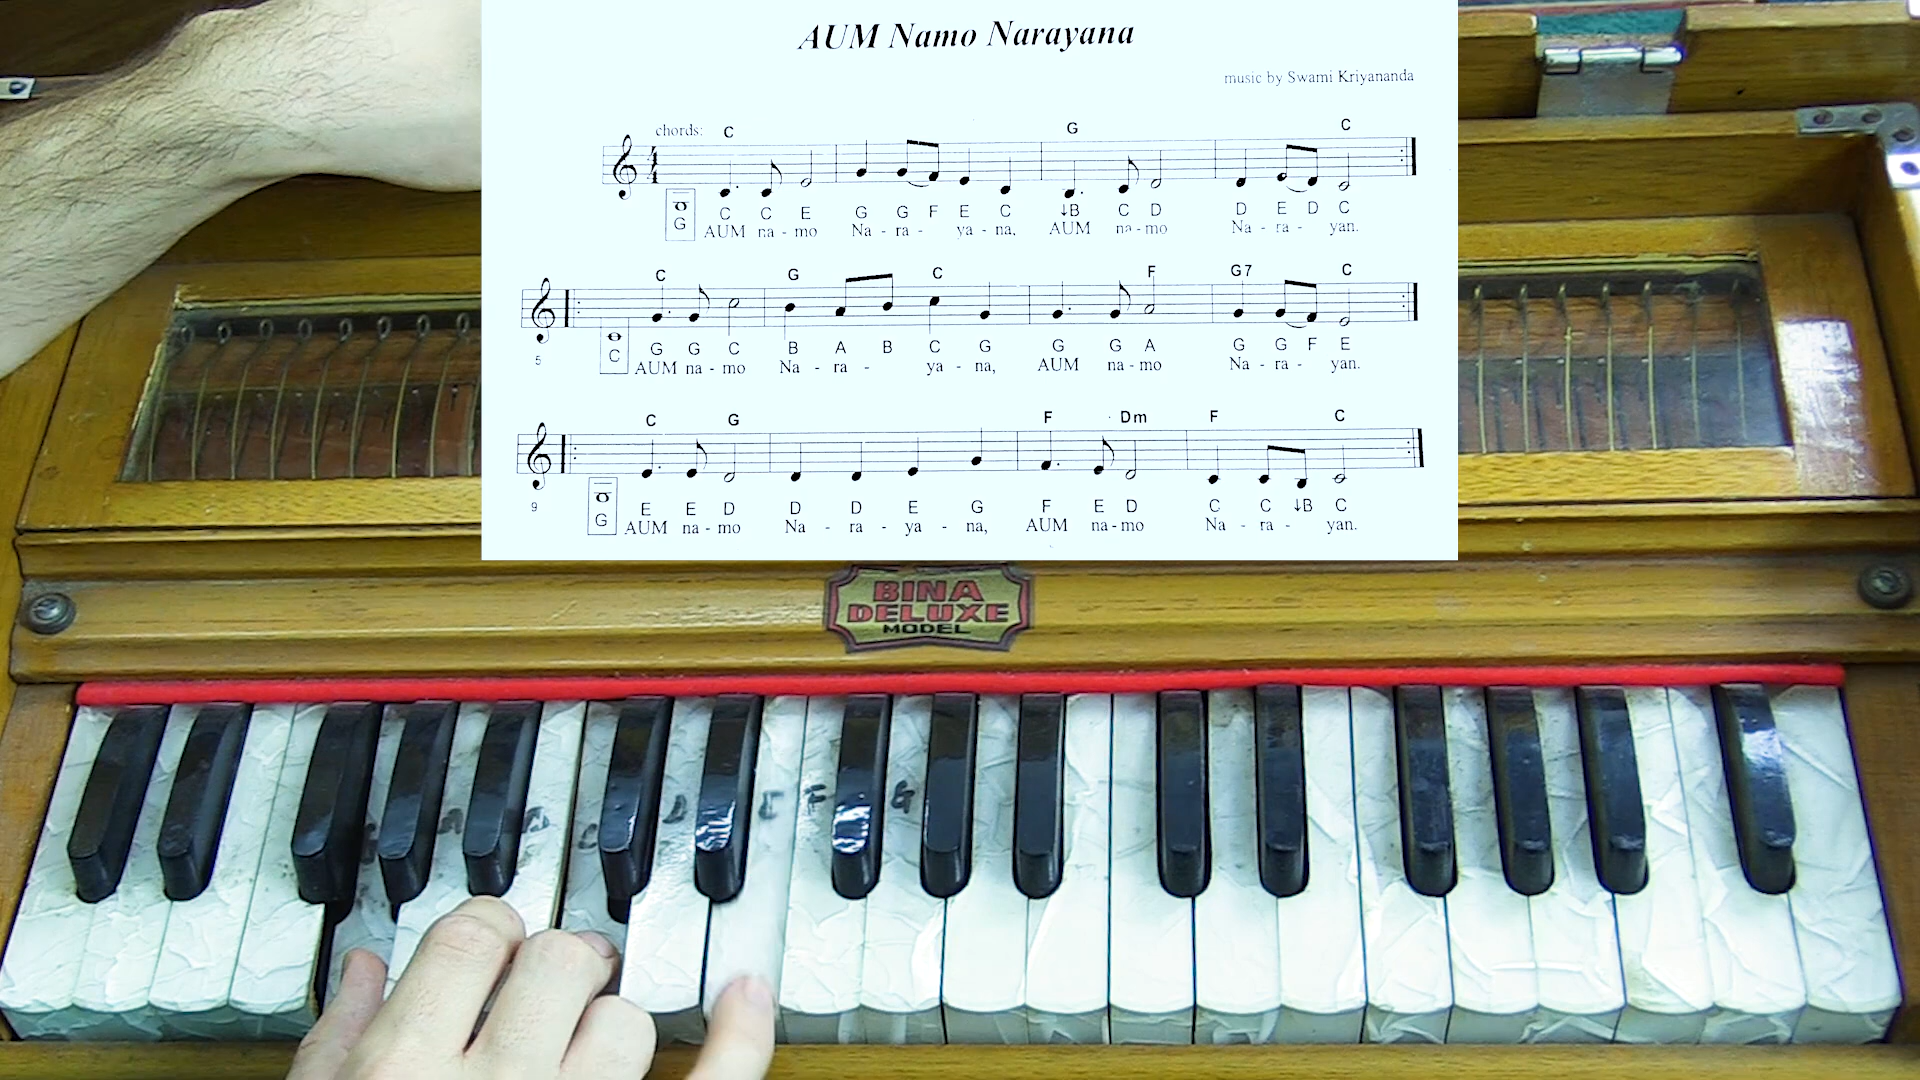 AUM Namo Narayana
music by Swami Kriyananda
chords: C G C
C C E G G F E C ↓B C D D E D C
G
AUM na - mo Na - ra - ya - na, AUM na - mo Na - ra - yan.
C G C F G7 C
G G C B A B C G G G A G G F E
C
5
AUM na - mo Na - ra - ya - na, AUM na - mo Na - ra - yan.
C G F Dm F C
E E D D D E G F E D C C ↓B C
9
G
AUM na - mo Na - ra - ya - na, AUM na - mo Na - ra - yan.
BINA
DELUXE
MODEL
C D E F G